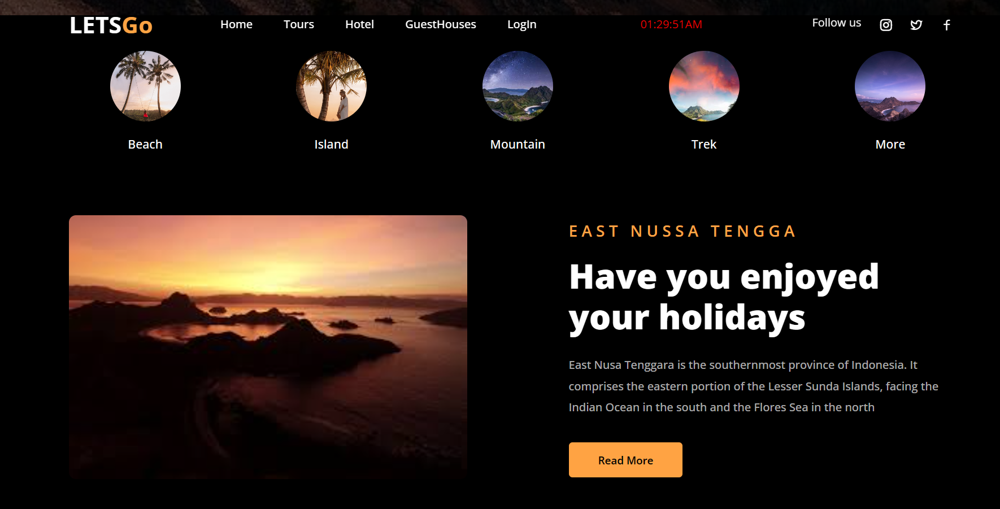 LETSGo Home Tours Hotel GuestHouses LogIn 01:29:51AM Follow us
Beach Island Mountain Trek More
EAST NUSSA TENGGA
Have you enjoyed
your holidays
East Nusa Tenggara is the southernmost province of Indonesia. It
comprises the eastern portion of the Lesser Sunda Islands, facing the
Indian Ocean in the south and the Flores Sea in the north
Read More